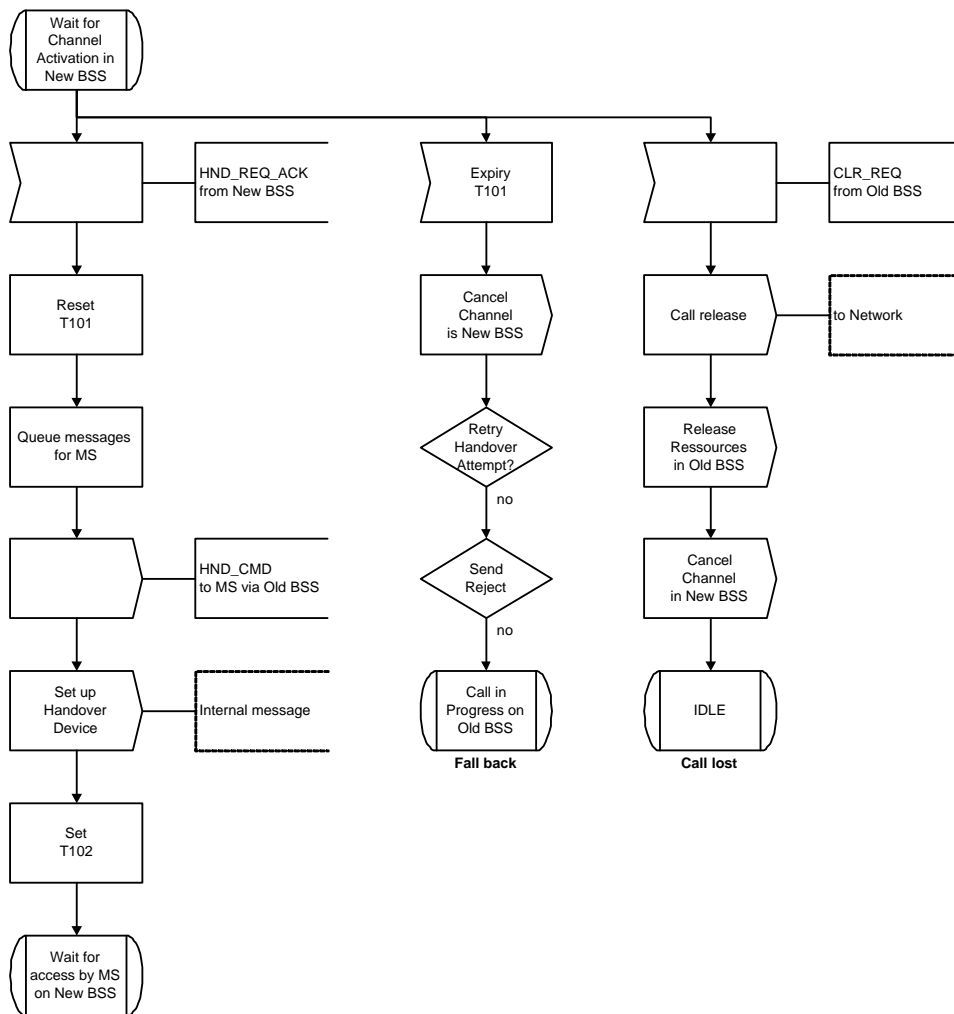 Wait for
Channel
Activation in
New BSS
HND_REQ_ACK
from New BSS
Expiry
T101
CLR_REQ
from Old BSS
Reset
T101
Cancel
Channel
is New BSS
Call release
to Network
Queue messages
for MS
Retry
Handover
Attempt?
no
Release
Ressources
in Old BSS
HND_CMD
to MS via Old BSS
Send
Reject
no
Cancel
Channel
in New BSS
Set up
Handover
Device
Internal message
Call in
Progress on
Old BSS
Fall back
IDLE
Call lost
Set
T102
Wait for
access by MS
on New BSS